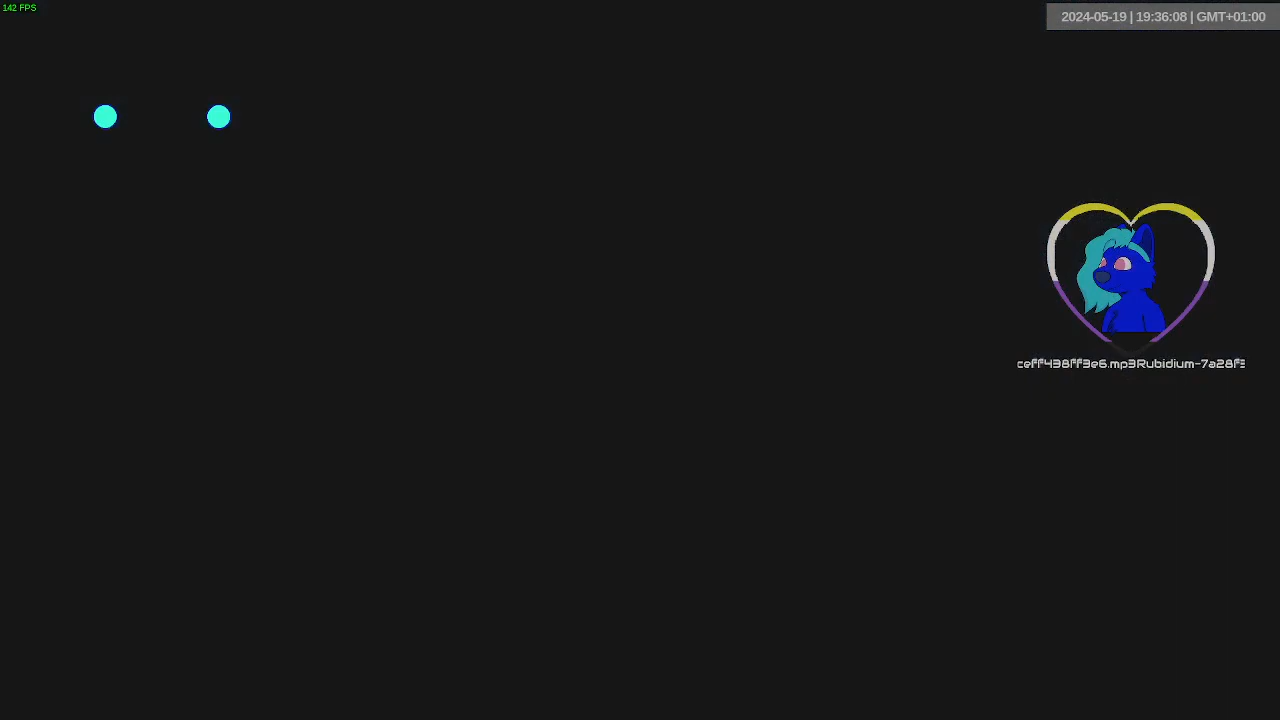 142 FPS
2024-05-19 | 19:36:08 | GMT+01:00
ceff438ff3e6.mp3Rubidium-7a28f3